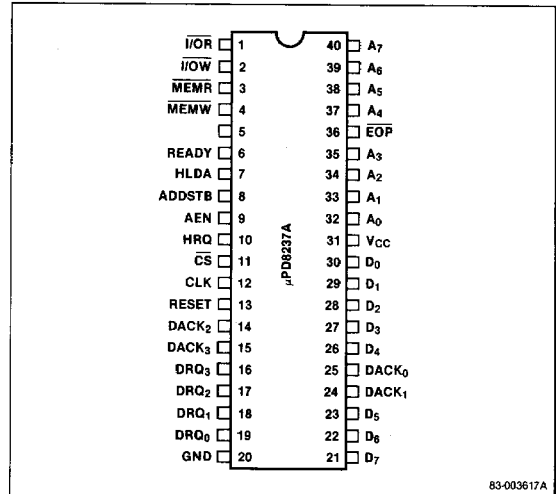 I/OR 1 40 A7
I/OW 2 39 A6
MEMR 3 38 A5
MEMW 4 37 A4
5 36 EOP
READY 6 35 A3
HLDA 7 34 A2
ADDSTB 8 33 A1
AEN 9 32 A0
HRQ 10 31 VCC
CS 11 30 D0
CLK 12 29 D1
RESET 13 28 D2
DACK2 14 27 D3
DACK3 15 26 D4
DRQ3 16 25 DACK0
DRQ2 17 24 DACK1
DRQ1 18 23 D5
DRQ0 19 22 D6
GND 20 21 D7
µPD8237A
83-003617A